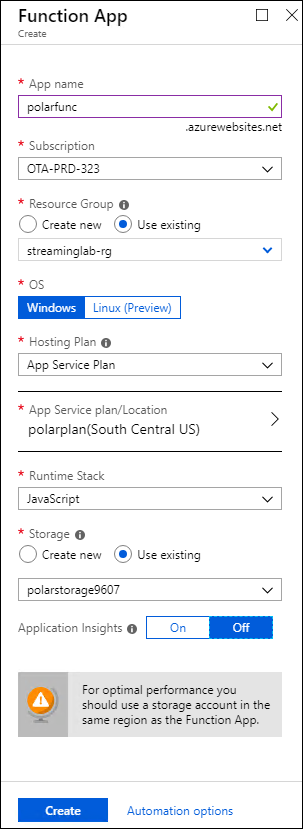 Function App
Create
* App name
polarfunc
.azurewebsites.net
* Subscription
OTA-PRD-323
* Resource Group
Create new Use existing
streaminglab-rg
* OS
Windows Linux (Preview)
* Hosting Plan
App Service Plan
* App Service plan/Location
polarplan(South Central US)
* Runtime Stack
JavaScript
* Storage
Create new Use existing
polarstorage9607
Application Insights On Off
For optimal performance you
should use a storage account in the
same region as the Function App.
Create Automation options